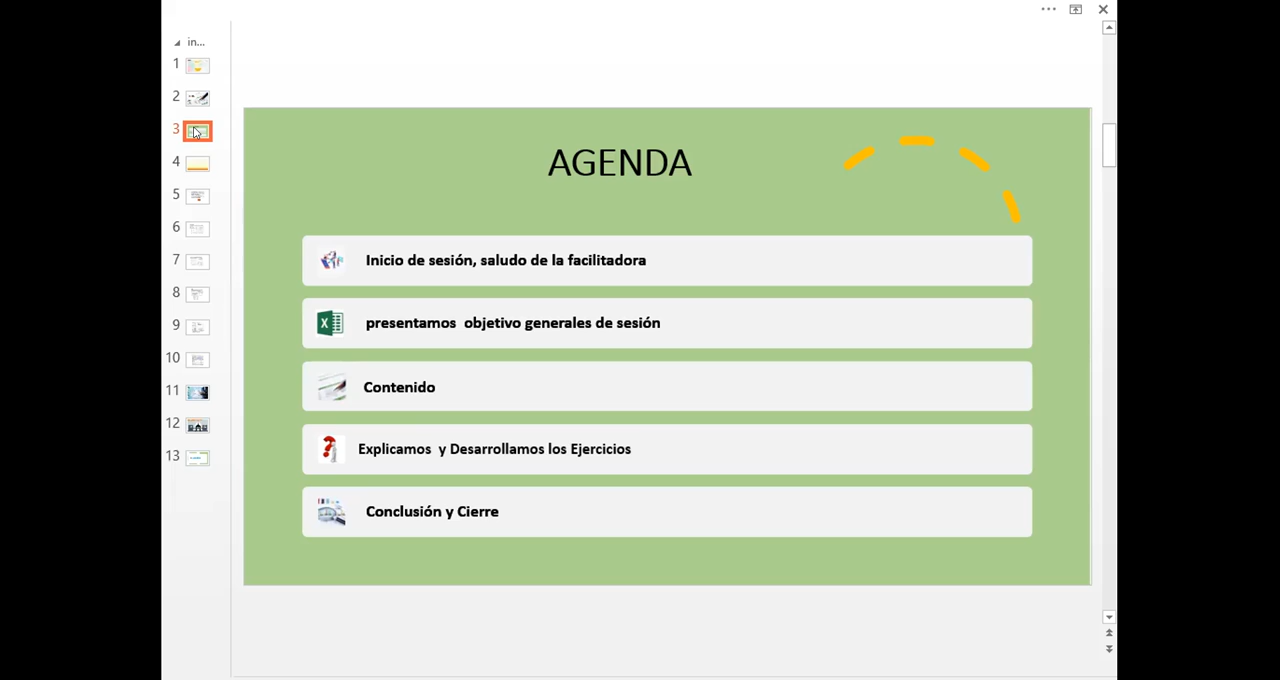 in...
1
2
3
4
5
6
7
8
9
10
11
12
13
AGENDA
Inicio de sesión, saludo de la facilitadora
presentamos  objetivo generales de sesión
Contenido
Explicamos  y Desarrollamos los Ejercicios
Conclusión y Cierre